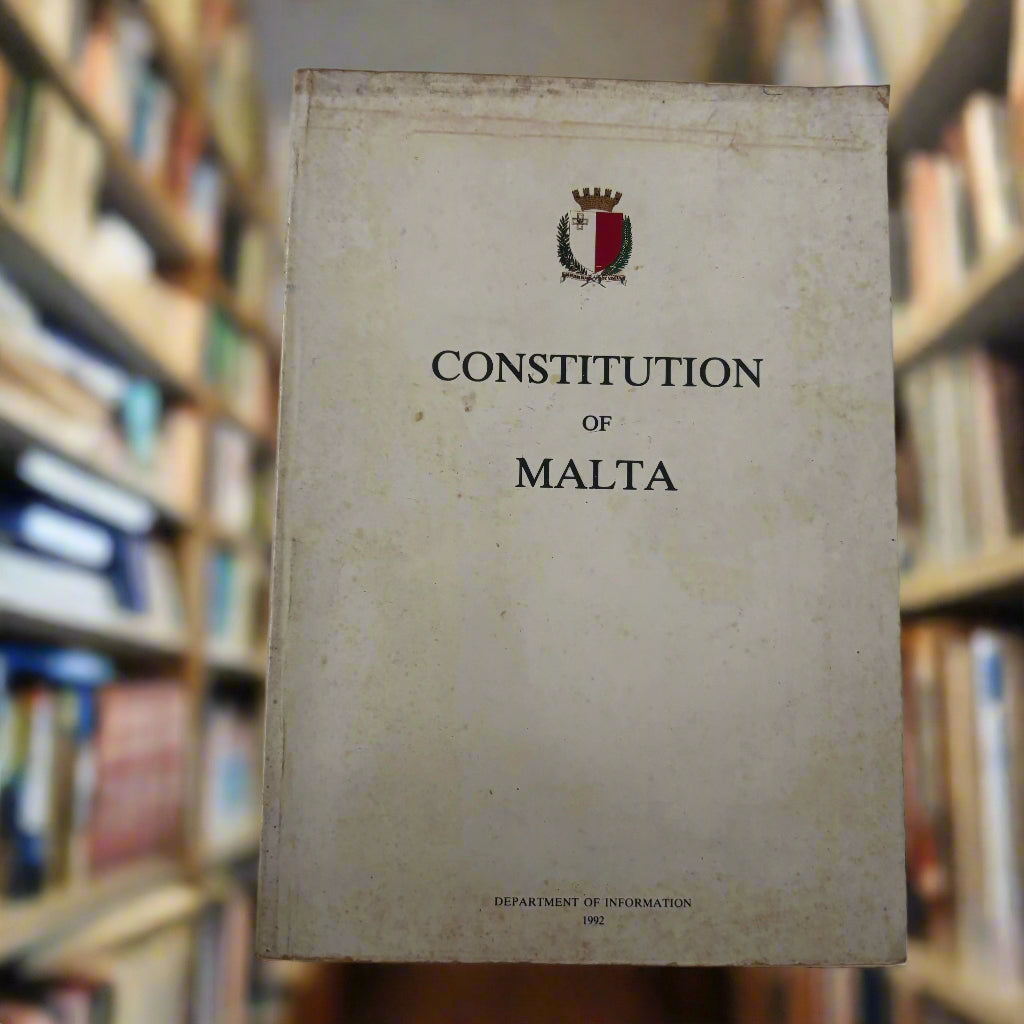 CONSTITUTION
OF
MALTA
DEPARTMENT OF INFORMATION
1992